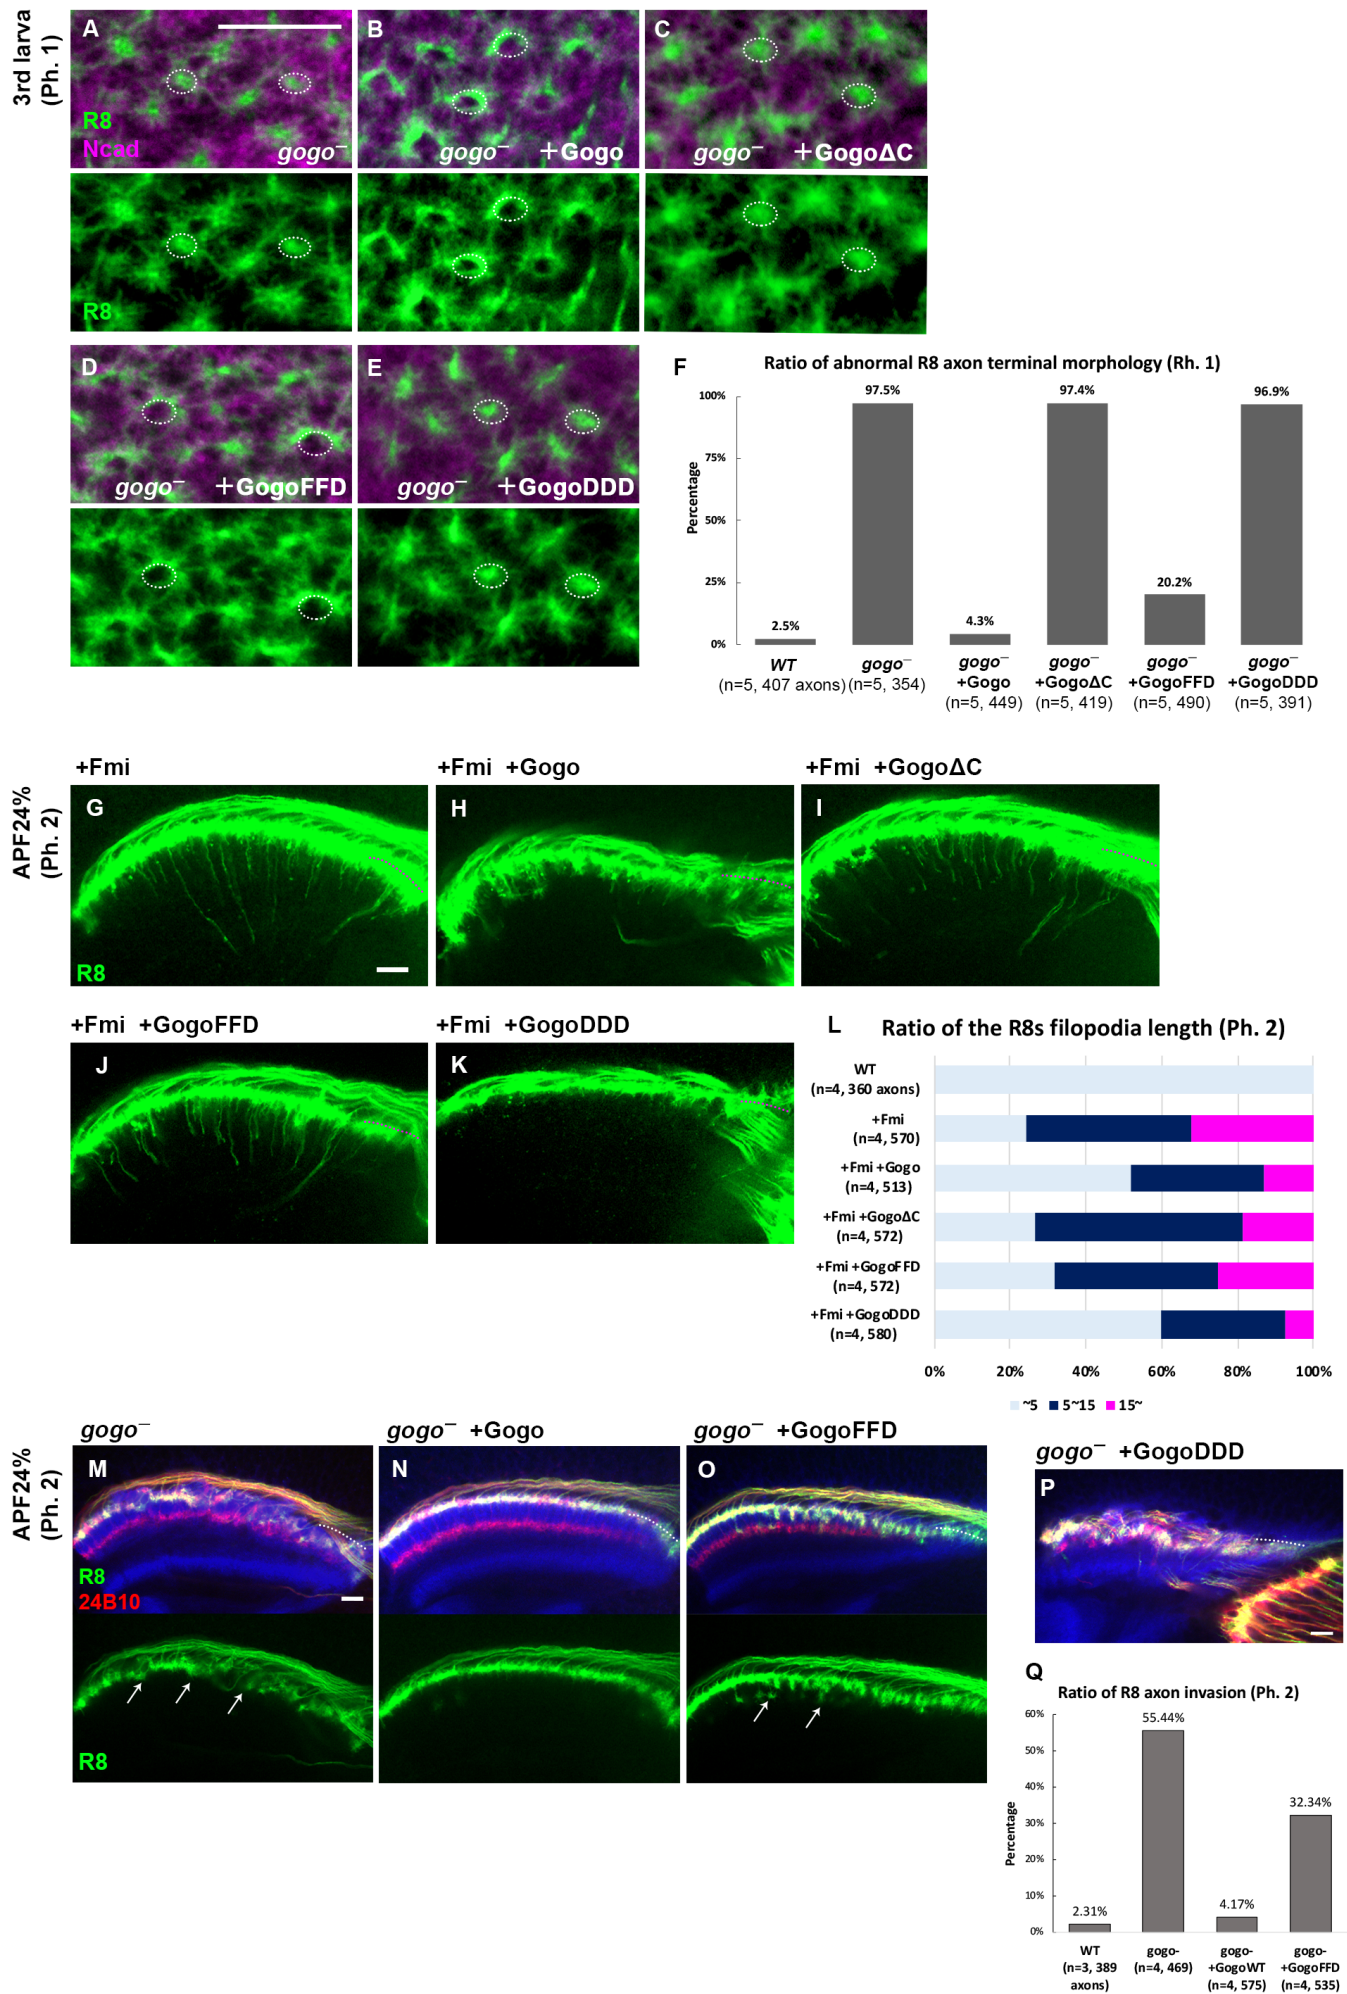 3rd larva
(Ph. 1)
A
R8
Ncad
gogo–
B
gogo– +Gogo
C
gogo– +GogoΔC
R8
D
gogo– +GogoFFD
E
gogo– +GogoDDD
F
Ratio of abnormal R8 axon terminal morphology (Rh. 1)
Percentage
100%
75%
50%
25%
0%
2.5%
97.5%
4.3%
97.4%
20.2%
96.9%
WT
(n=5, 407 axons)
gogo–
(n=5, 354)
gogo–
+Gogo
(n=5, 449)
gogo–
+GogoΔC
(n=5, 419)
gogo–
+GogoFFD
(n=5, 490)
gogo–
+GogoDDD
(n=5, 391)
APF24%
(Ph. 2)
+Fmi
G
R8
+Fmi +Gogo
H
+Fmi +GogoΔC
I
+Fmi +GogoFFD
J
+Fmi +GogoDDD
K
L
Ratio of the R8s filopodia length (Ph. 2)
WT
(n=4, 360 axons)
+Fmi
(n=4, 570)
+Fmi +Gogo
(n=4, 513)
+Fmi +GogoΔC
(n=4, 572)
+Fmi +GogoFFD
(n=4, 572)
+Fmi +GogoDDD
(n=4, 580)
0% 20% 40% 60% 80% 100%
~5 5~15 15~
APF24%
(Ph. 2)
gogo–
M
R8
24B10
R8
gogo– +Gogo
N
gogo– +GogoFFD
O
gogo– +GogoDDD
P
Q
Ratio of R8 axon invasion (Ph. 2)
Percentage
60%
50%
40%
30%
20%
10%
0%
2.31%
55.44%
4.17%
32.34%
WT
(n=3, 389
axons)
gogo-
(n=4, 469)
gogo-
+GogoWT
(n=4, 575)
gogo-
+GogoFFD
(n=4, 535)